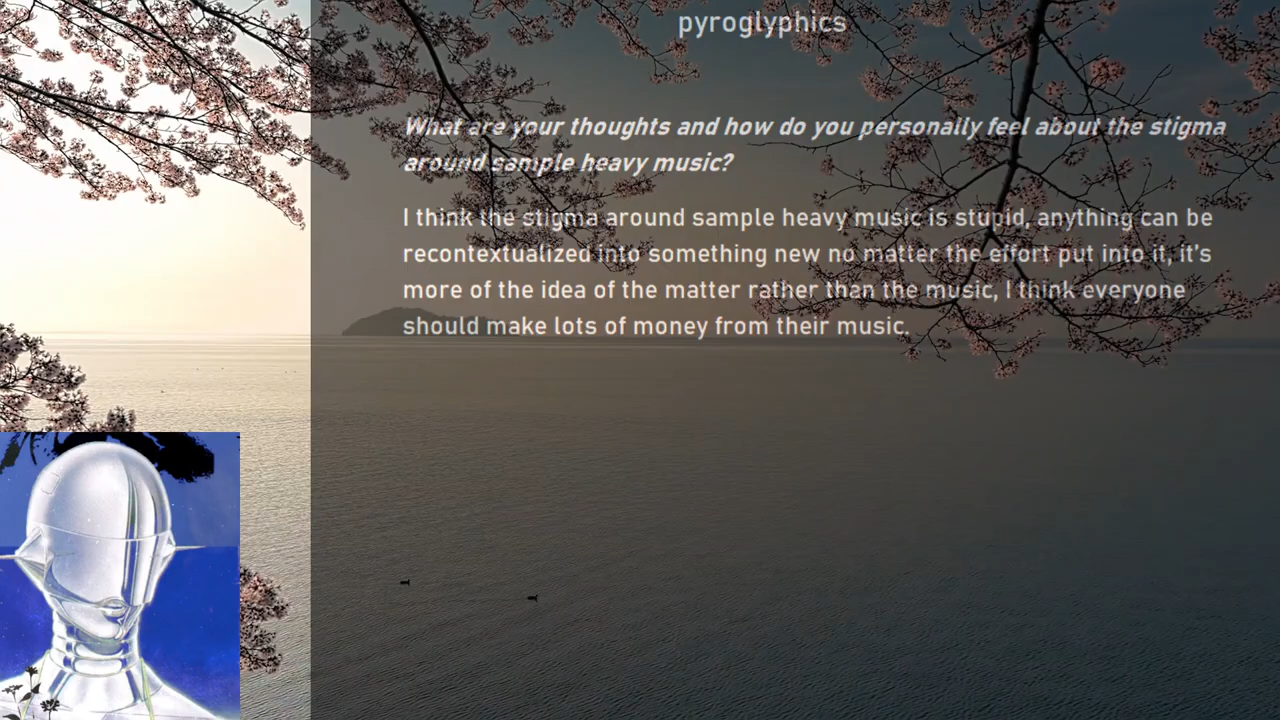 pyroglyphics
What are your thoughts and how do you personally feel about the stigma
around sample heavy music?
I think the stigma around sample heavy music is stupid, anything can be
recontextualized into something new no matter the effort put into it, it's
more of the idea of the matter rather than the music, I think everyone
should make lots of money from their music.